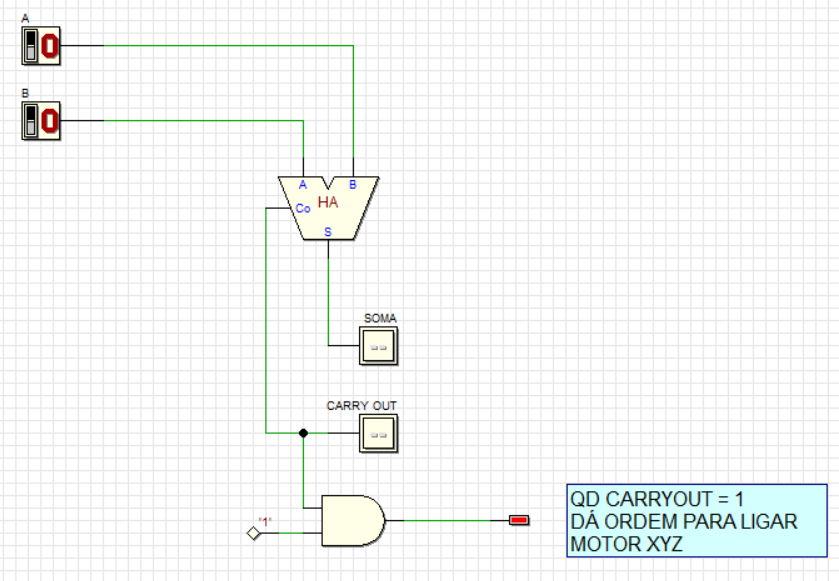 A
0
B
0
A B
Co HA
S
SOMA
--
CARRY OUT
--
'1'
QD CARRYOUT = 1
DÁ ORDEM PARA LIGAR
MOTOR XYZ